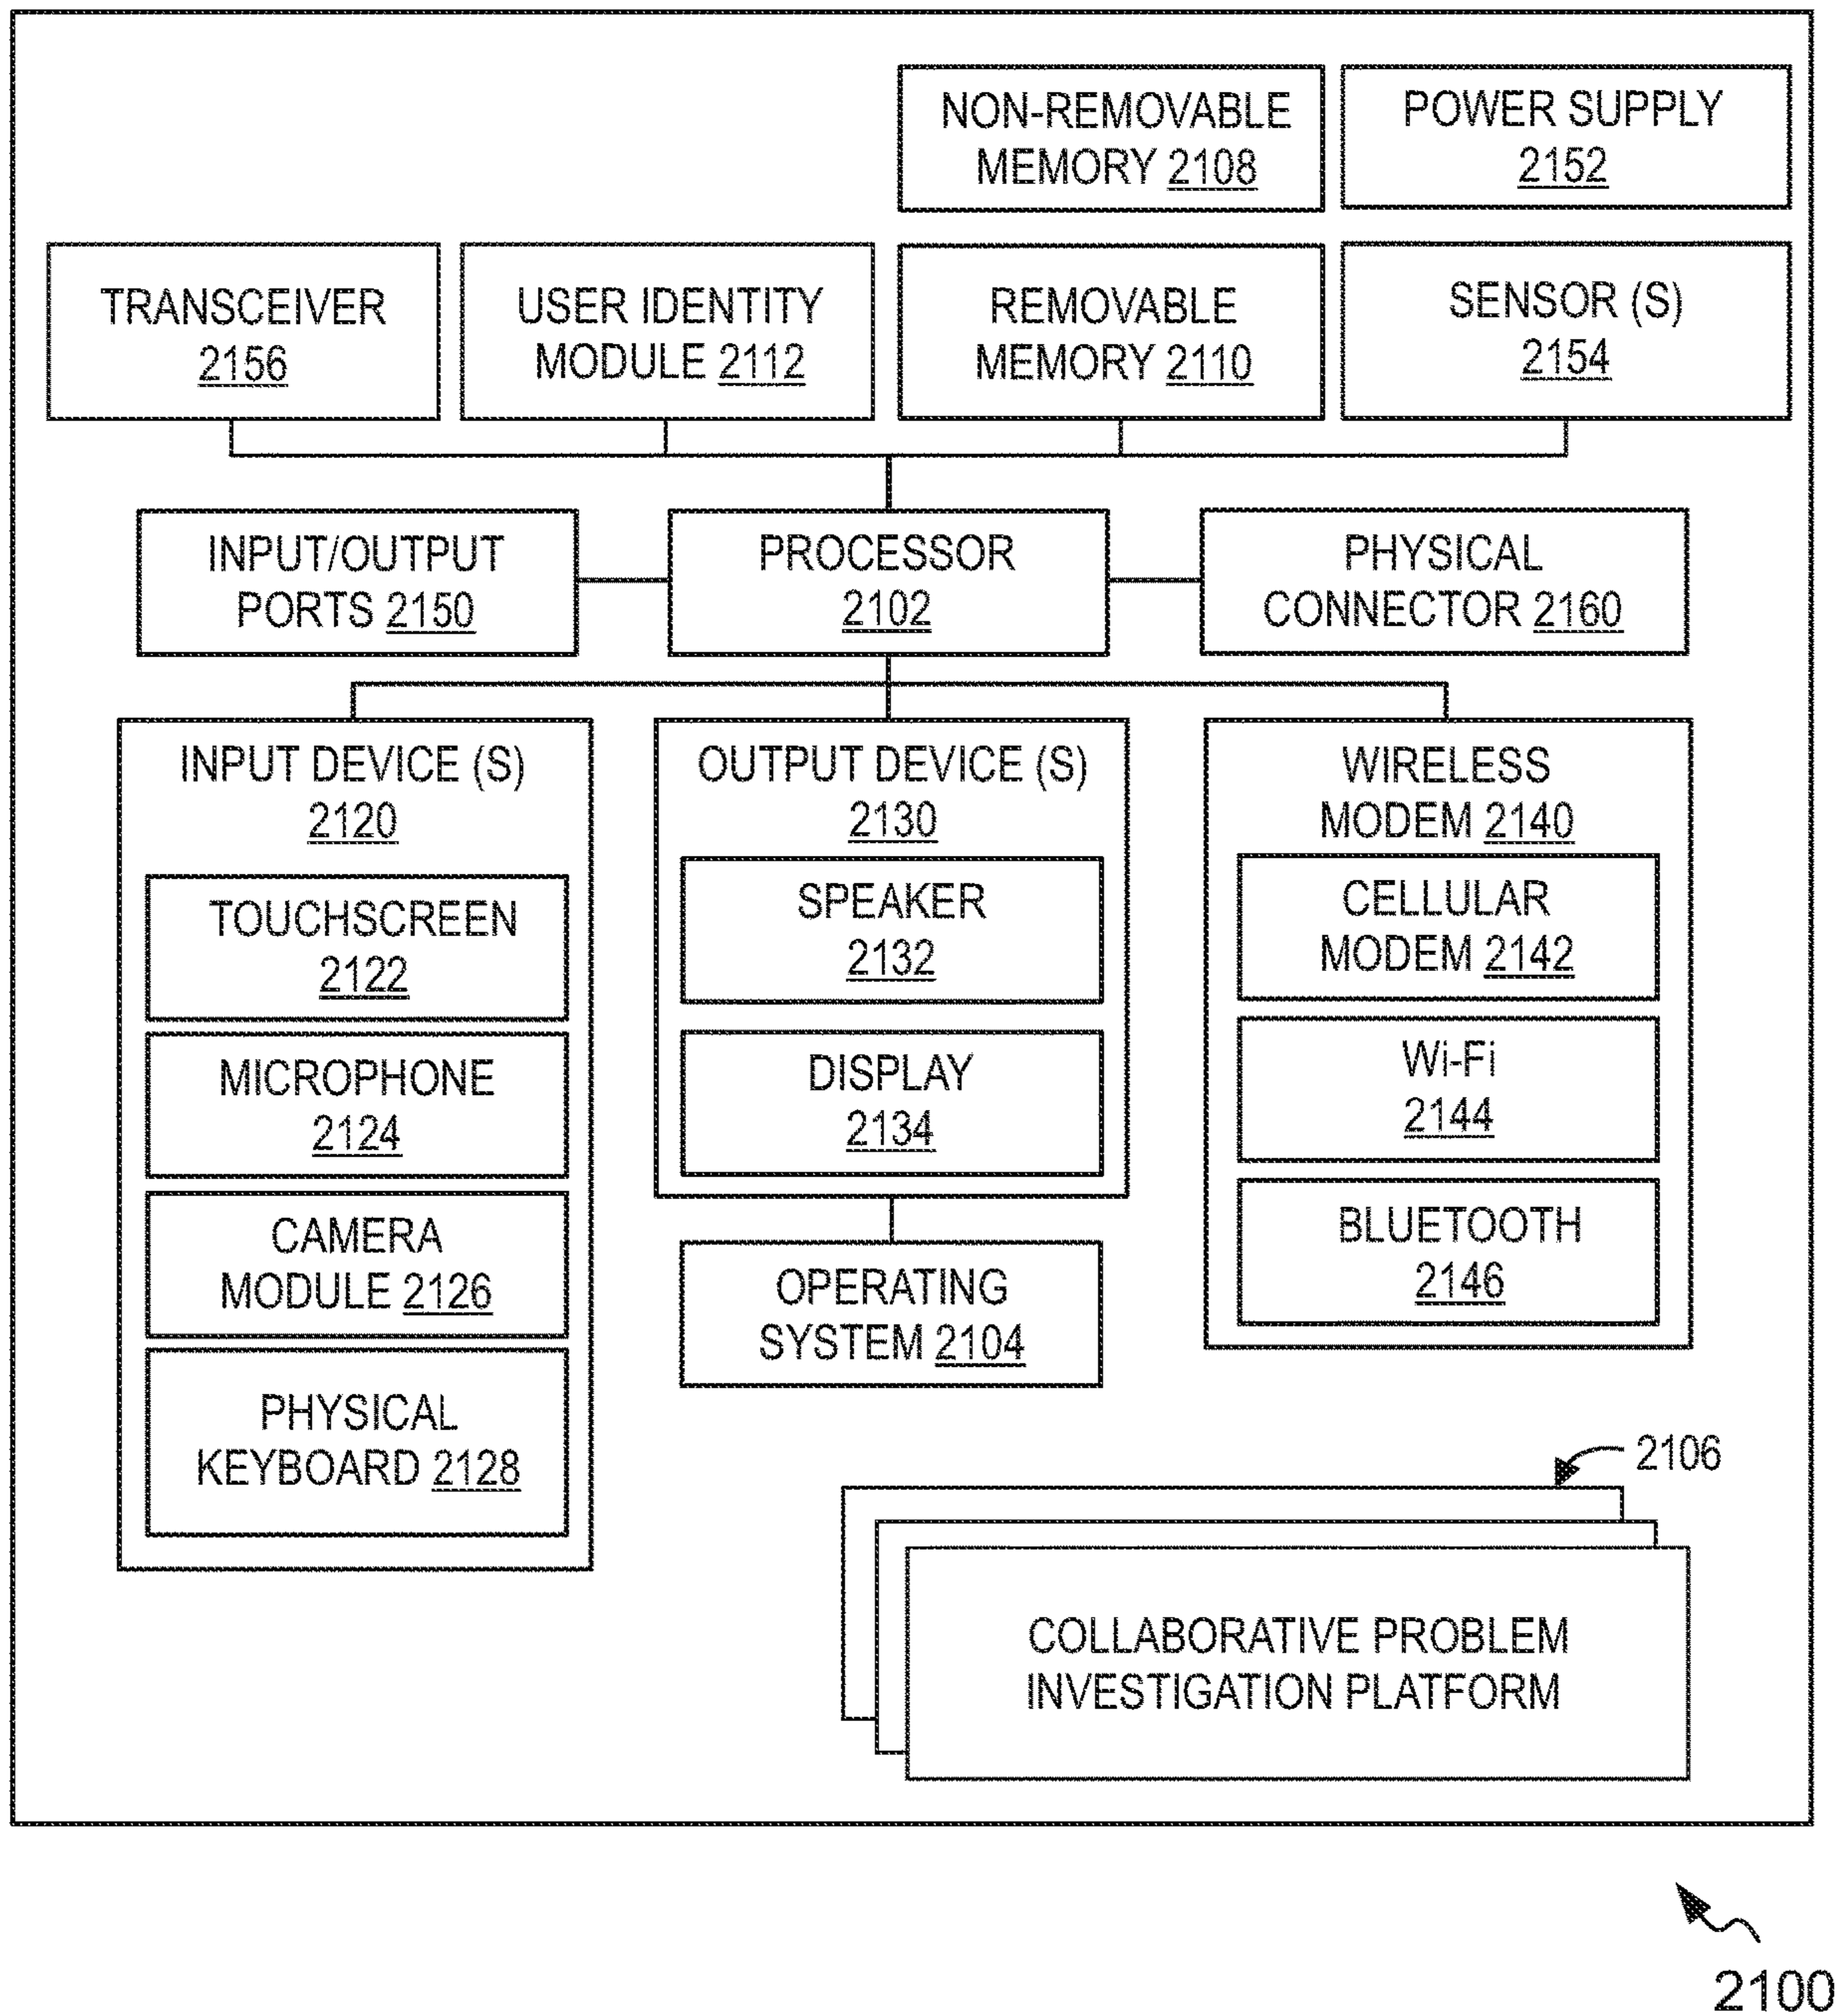 NON-REMOVABLE
MEMORY 2108
POWER SUPPLY
2152
TRANSCEIVER
2156
USER IDENTITY
MODULE 2112
REMOVABLE
MEMORY 2110
SENSOR (S)
2154
INPUT/OUTPUT
PORTS 2150
PROCESSOR
2102
PHYSICAL
CONNECTOR 2160
INPUT DEVICE (S)
2120
TOUCHSCREEN
2122
MICROPHONE
2124
CAMERA
MODULE 2126
PHYSICAL
KEYBOARD 2128
OUTPUT DEVICE (S)
2130
SPEAKER
2132
DISPLAY
2134
OPERATING
SYSTEM 2104
WIRELESS
MODEM 2140
CELLULAR
MODEM 2142
Wi-Fi
2144
BLUETOOTH
2146
2106
COLLABORATIVE PROBLEM
INVESTIGATION PLATFORM
2100